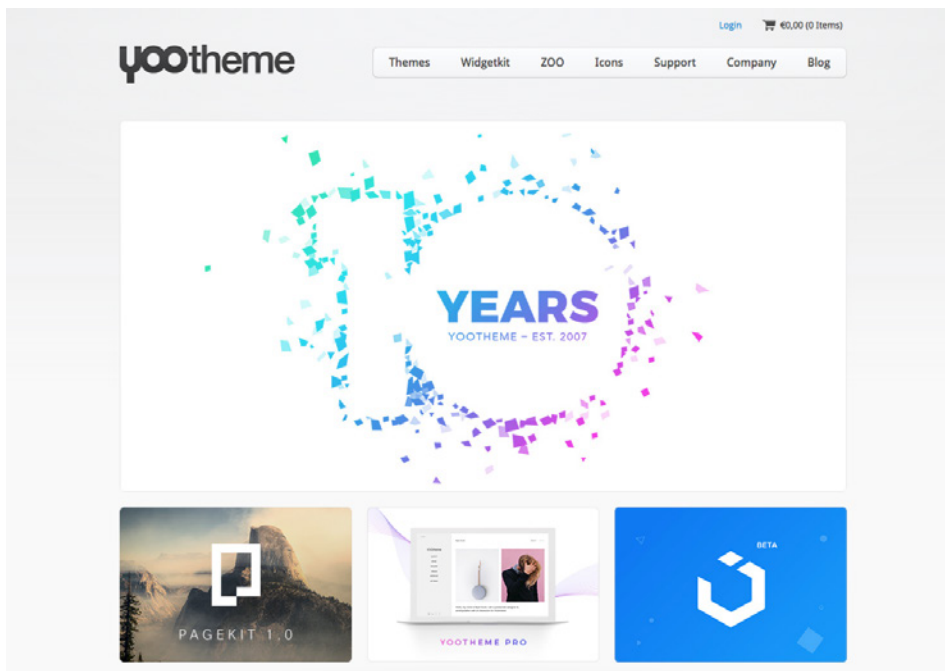 Login €0,00 (0 Items)
yootheme
Themes Widgetkit ZOO Icons Support Company Blog
10
YEARS
YOOTHEME – EST. 2007
PAGEKIT 1.0
YOOTHEME PRO
BETA